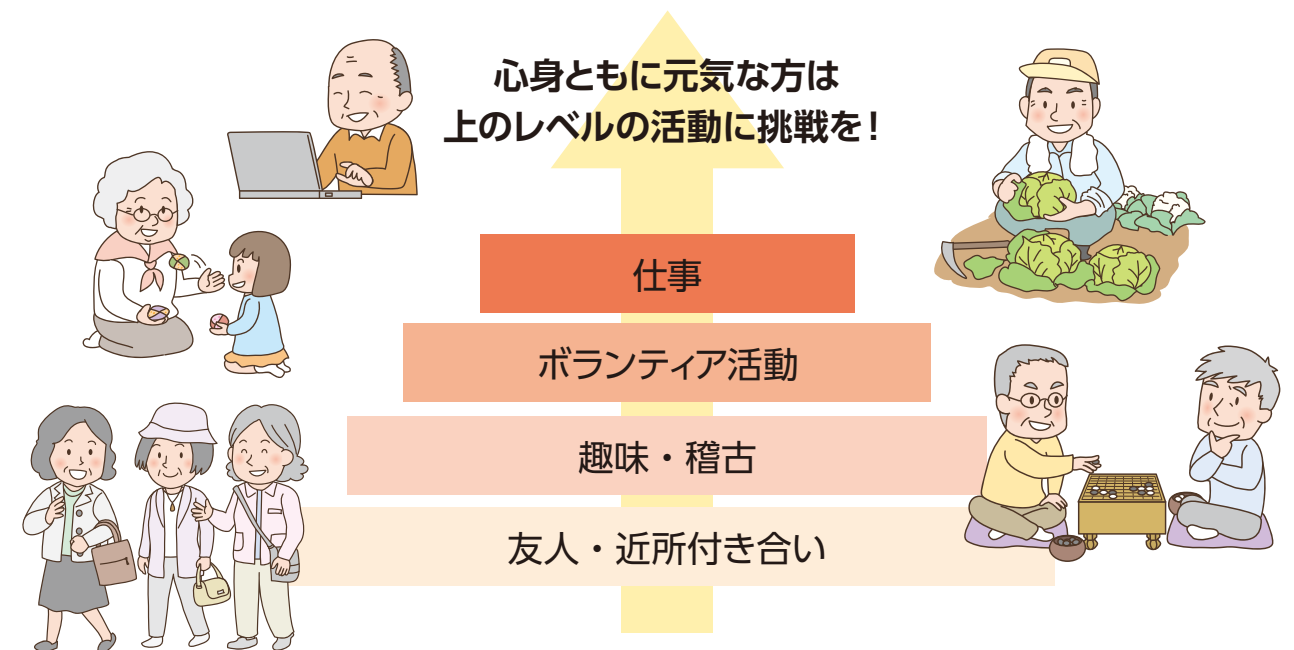 心身ともに元気な方は
上のレベルの活動に挑戦を！
仕事
ボランティア活動
趣味・稽古
友人・近所付き合い